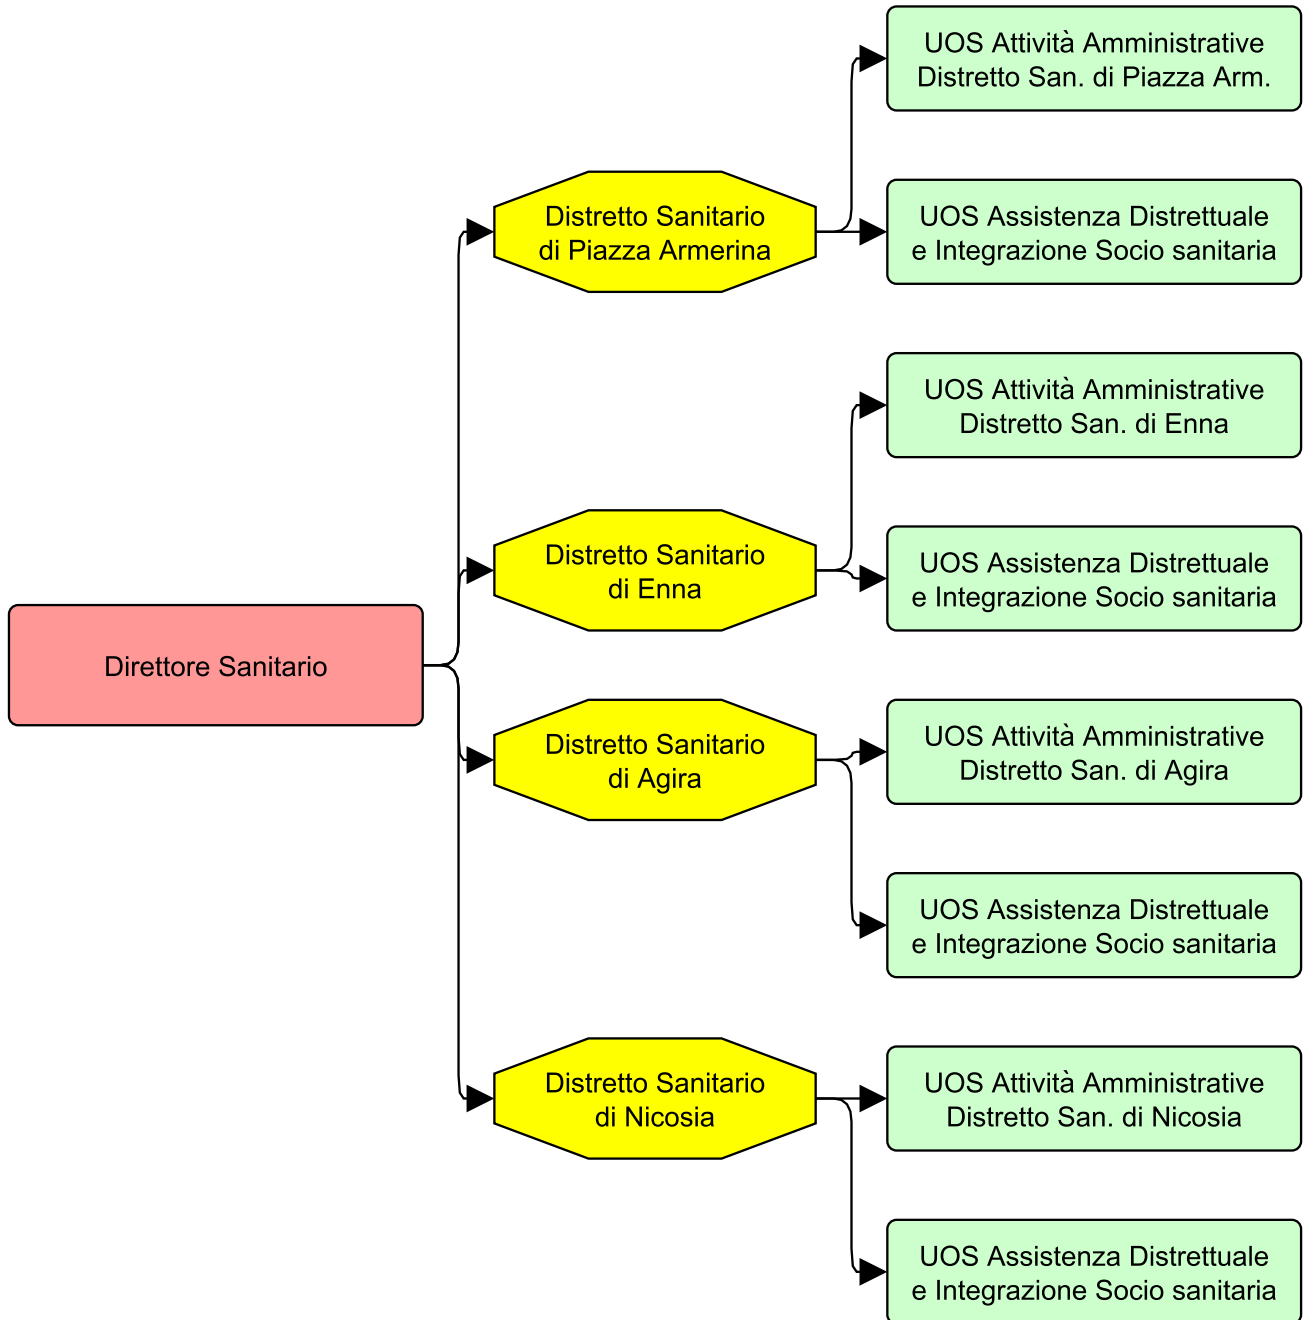 UOS Attività Amministrative
Distretto San. di Piazza Arm.
Distretto Sanitario
di Piazza Armerina
UOS Assistenza Distrettuale
e Integrazione Socio sanitaria
UOS Attività Amministrative
Distretto San. di Enna
Distretto Sanitario
di Enna
UOS Assistenza Distrettuale
e Integrazione Socio sanitaria
Direttore Sanitario
Distretto Sanitario
di Agira
UOS Attività Amministrative
Distretto San. di Agira
UOS Assistenza Distrettuale
e Integrazione Socio sanitaria
Distretto Sanitario
di Nicosia
UOS Attività Amministrative
Distretto San. di Nicosia
UOS Assistenza Distrettuale
e Integrazione Socio sanitaria